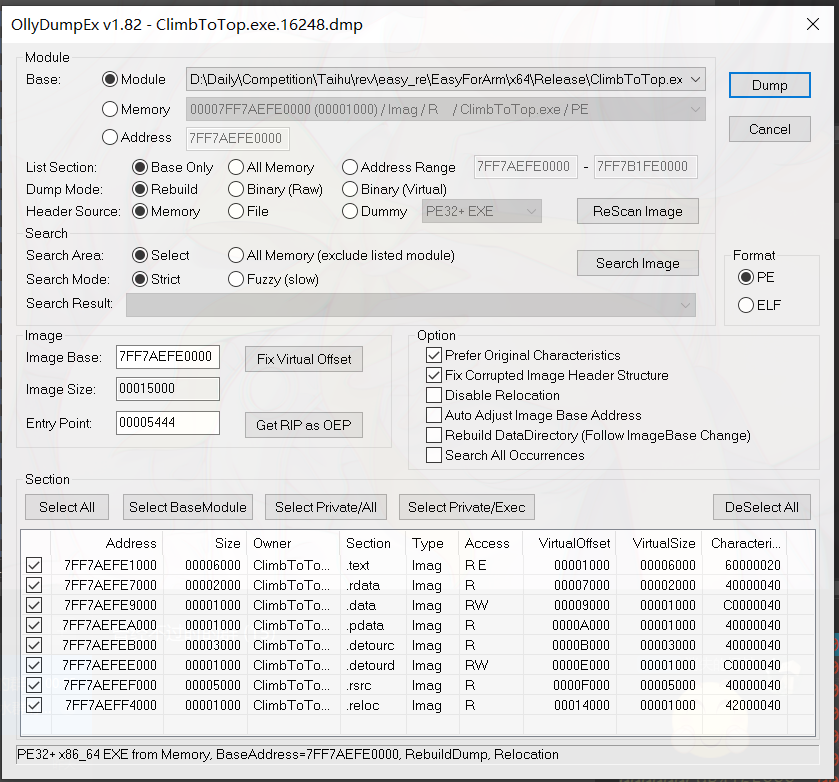 OllyDumpEx v1.82 - ClimbToTop.exe.16248.dmp
Module
Base: Module D:\Daily\Competition\Taihu\rev\easy_re\EasyForArm\x64\Release\ClimbToTop.ex Dump
Memory 00007FF7AEFE0000 (00001000) / Imag / R / ClimbToTop.exe / PE
Address 7FF7AEFE0000 Cancel
List Section: Base Only All Memory Address Range 7FF7AEFE0000 - 7FF7B1FE0000
Dump Mode: Rebuild Binary (Raw) Binary (Virtual)
Header Source: Memory File Dummy PE32+ EXE ReScan Image
Search
Search Area: Select All Memory (exclude listed module) Search Image Format
Search Mode: Strict Fuzzy (slow) PE
Search Result: ELF
Image Option
Image Base: 7FF7AEFE0000 Fix Virtual Offset Prefer Original Characteristics
Fix Corrupted Image Header Structure
Image Size: 00015000 Disable Relocation
Auto Adjust Image Base Address
Entry Point: 00005444 Get RIP as OEP Rebuild DataDirectory (Follow ImageBase Change)
Search All Occurrences
Section
Select All Select BaseModule Select Private/All Select Private/Exec DeSelect All
Address Size Owner Section Type Access VirtualOffset VirtualSize Characteri...
7FF7AEFE1000 00006000 ClimbToTo... .text Imag R E 00001000 00006000 60000020
7FF7AEFE7000 00002000 ClimbToTo... .rdata Imag R 00007000 00002000 40000040
7FF7AEFE9000 00001000 ClimbToTo... .data Imag RW 00009000 00001000 C0000040
7FF7AEFEA000 00001000 ClimbToTo... .pdata Imag R 0000A000 00001000 40000040
7FF7AEFEB000 00003000 ClimbToTo... .detourc Imag R 0000B000 00003000 40000040
7FF7AEFEE000 00001000 ClimbToTo... .detourd Imag RW 0000E000 00001000 C0000040
7FF7AEFEF000 00005000 ClimbToTo... .rsrc Imag R 0000F000 00005000 40000040
7FF7AEFF4000 00001000 ClimbToTo... .reloc Imag R 00014000 00001000 42000040
PE32+ x86_64 EXE from Memory, BaseAddress=7FF7AEFE0000, RebuildDump, Relocation